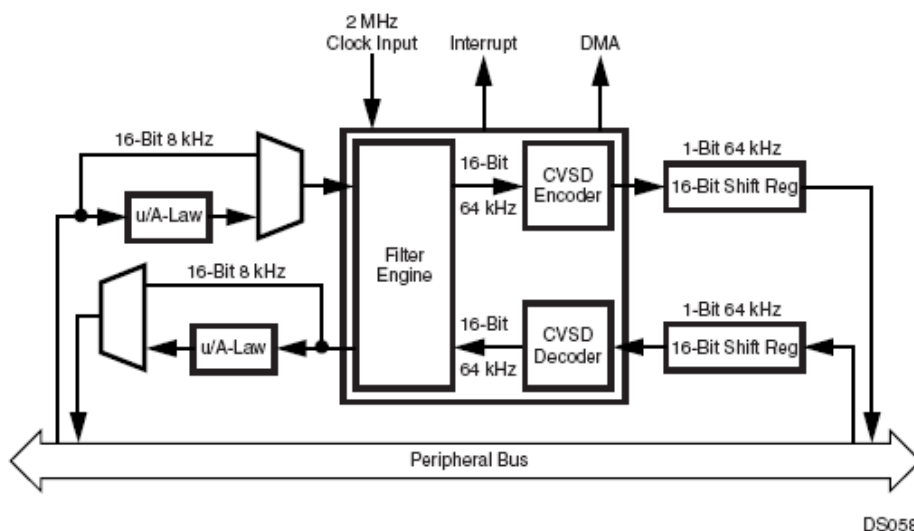 2 MHz
Clock Input
Interrupt
DMA
16-Bit 8 kHz
u/A-Law
16-Bit 8 kHz
u/A-Law
Filter
Engine
16-Bit
64 kHz
CVSD
Encoder
16-Bit
64 kHz
CVSD
Decoder
1-Bit 64 kHz
16-Bit Shift Reg
1-Bit 64 kHz
16-Bit Shift Reg
Peripheral Bus
DS058